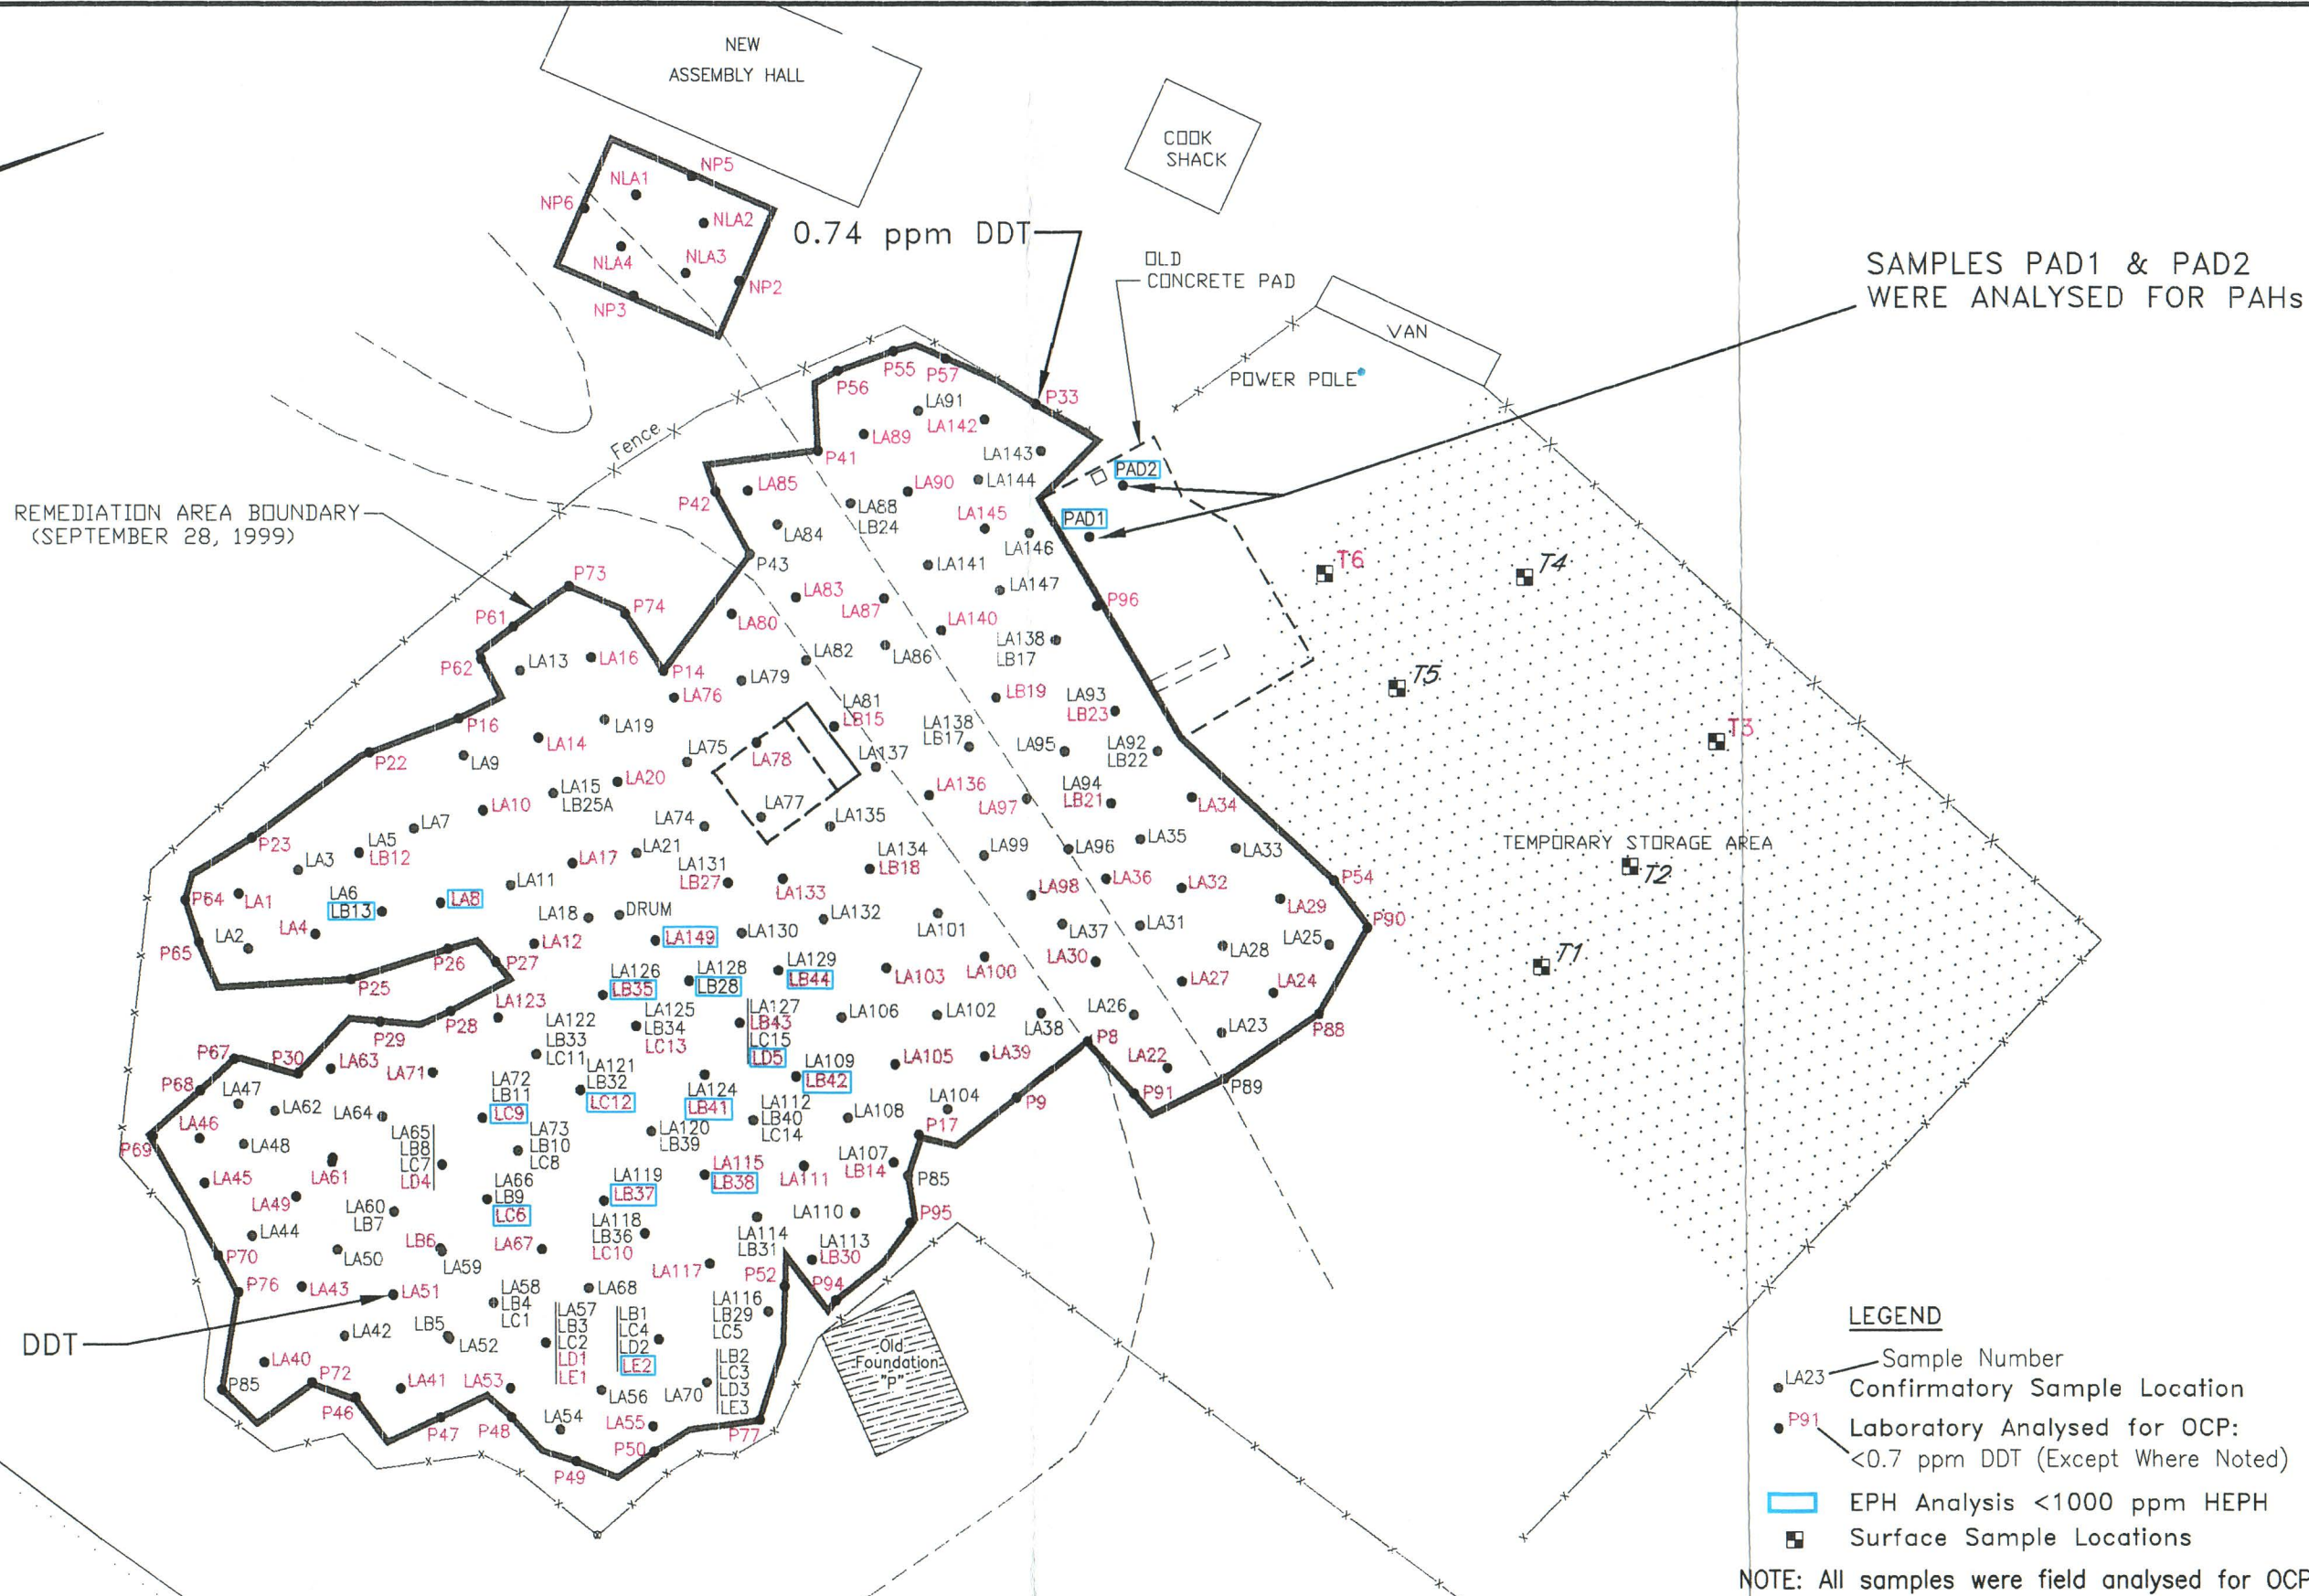 NEW
ASSEMBLY HALL
COOK
SHACK
NP5
NLA1
NP6
NLA2
NLA3
NLA4
NP2
NP3
0.74 ppm DDT
OLD
CONCRETE PAD
SAMPLES PAD1 & PAD2
WERE ANALYSED FOR PAHs
VAN
POWER POLE
P55
P57
P56
P33
LA91
LA142
LA89
Fence
P41
LA143
PAD2
LA144
LA85
LA90
P42
LA88
LB24
LA145
PAD1
REMEDIATION AREA BOUNDARY
(SEPTEMBER 28, 1999)
LA84
LA146
P43
LA141
T6
T4
P73
LA147
LA83
LA87
P96
P74
LA80
P61
LA140
LA138
LB17
LA82
LA86
P62
LA13
LA16
P14
LA79
T5
LA76
LB19
LA93
LB23
P16
LA19
LA81
LB15
LA138
LB17
T3
LA14
LA75
LA78
LA95
LA92
LB22
P22
LA9
LA137
LA20
LA15
LB25A
LA136
LA97
LA94
LB21
LA34
LA10
LA77
LA7
LA74
LA135
LA35
P23
LA5
LB12
LA21
LA134
LB18
LA99
LA96
LA33
TEMPORARY STORAGE AREA
LA3
LA17
LA131
LB27
T2
LA133
LA36
LA32
P54
LA11
LA98
LA1
P64
LA6
LB13
LA8
LA29
LA18
DRUM
LA132
P90
LA4
LA101
LA37
LA31
LA2
LA12
LA149
LA130
LA28
LA25
P65
P26
P27
LA30
T1
LA126
LB35
LA128
LB28
LA129
LB44
LA103
LA100
LA27
P25
LA24
LA123
LA125
LB34
LC13
LA127
LB43
LC15
LD5
LA106
LA102
LA26
P28
LA122
LB33
LC11
LA38
LA23
P88
P29
P8
P67
P30
LA63
LA121
LB32
LC12
LA109
LB42
LA105
LA39
LA22
LA71
LA72
LB11
LC9
LA124
LB41
P68
LA47
P89
P91
LA62
LA64
LA112
LB40
LC14
LA108
LA104
P9
LA46
LA65
LB8
LC7
LD4
LA73
LB10
LC8
LA120
LB39
P17
P69
LA48
LA61
LA107
LB14
LA115
LB38
LA111
P85
LA45
LA49
LA66
LB9
LC6
LA119
LB37
LA60
LB7
LA110
P95
LA44
LA118
LB36
LC10
LA114
LB31
LA113
LB30
P70
LA50
LB6
LA59
LA67
LA117
P52
P94
P76
LA43
LA51
LA58
LB4
LC1
LA68
LA57
LB3
LC2
LD1
LE1
LB1
LC4
LD2
LE2
LA116
LB29
LC5
DDT
LA42
LB5
LA52
LB2
LC3
LD3
LE3
Old
Foundation
"P"
LA40
P72
P85
LA41
LA53
LA56
LA70
P46
P47
P48
LA54
LA55
P77
P50
P49
LEGEND
LA23
Sample Number
Confirmatory Sample Location
P91
Laboratory Analysed for OCP:
<0.7 ppm DDT (Except Where Noted)
EPH Analysis <1000 ppm HEPH
Surface Sample Locations
NOTE: All samples were field analysed for OCP